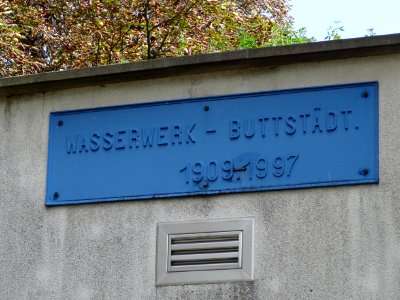 WASSERWERK - BUTTSTÄDT.
1909-1997